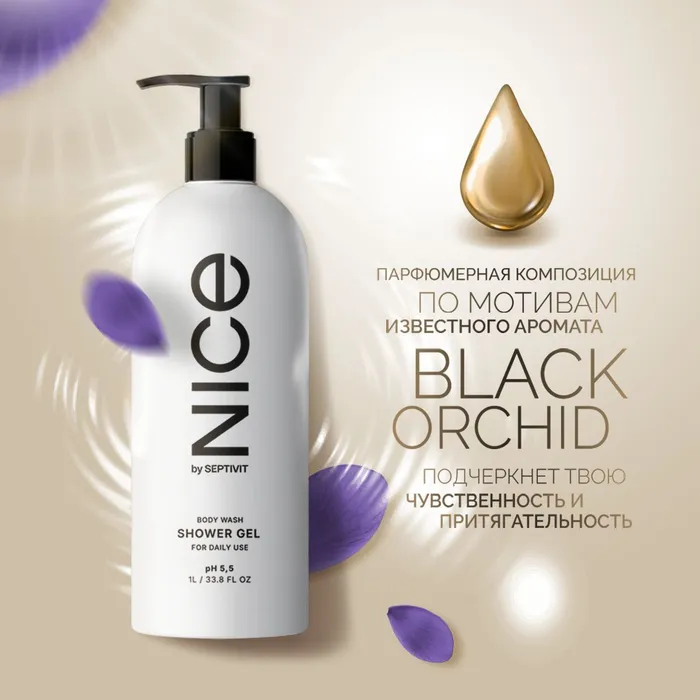 NICE
by SEPTIVIT
BODY WASH
SHOWER GEL
FOR DAILY USE
pH 5,5
1L / 33.8 FL OZ
ПАРФЮМЕРНАЯ КОМПОЗИЦИЯ
ПО МОТИВАМ
ИЗВЕСТНОГО АРОМАТА
BLACK
ORCHID
ПОДЧЕРКНЕТ ТВОЮ
ЧУВСТВЕННОСТЬ И
ПРИТЯГАТЕЛЬНОСТЬ